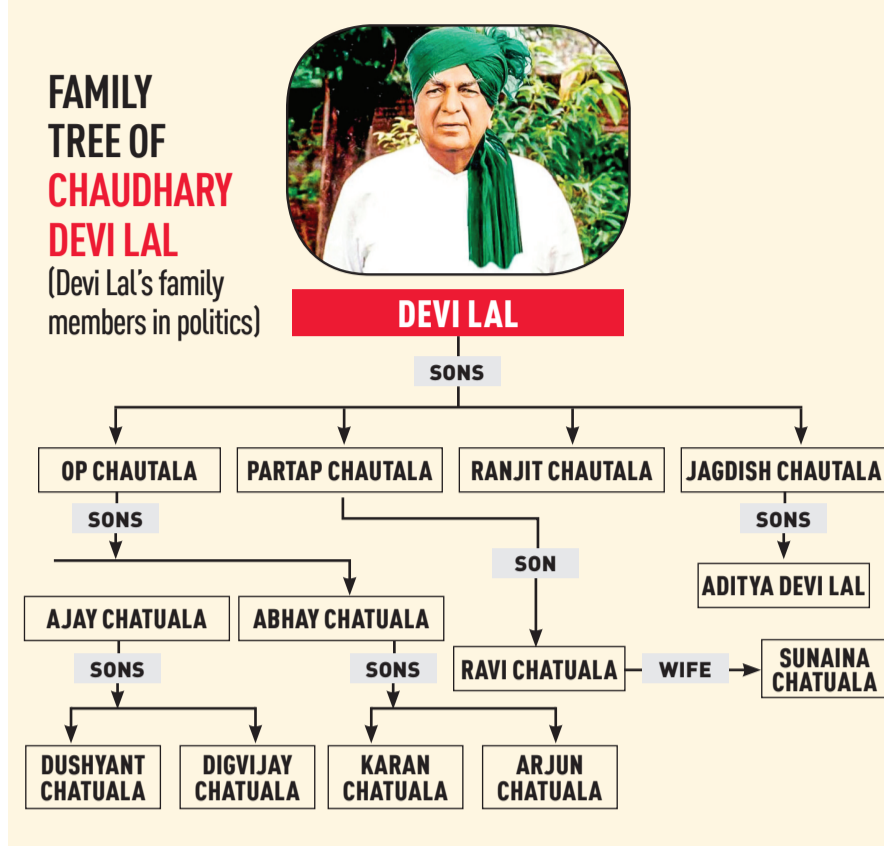 FAMILY
TREE OF
CHAUDHARY
DEVI LAL
(Devi Lal's family
members in politics)
DEVI LAL
SONS
OP CHAUTALA
PARTAP CHAUTALA
RANJIT CHAUTALA
JAGDISH CHAUTALA
SONS
SONS
SON
ADITYA DEVI LAL
AJAY CHATUALA
ABHAY CHATUALA
SONS
SONS
RAVI CHATUALA
WIFE
SUNAINA
CHATUALA
DUSHYANT
CHATUALA
DIGVIJAY
CHATUALA
KARAN
CHATUALA
ARJUN
CHATUALA